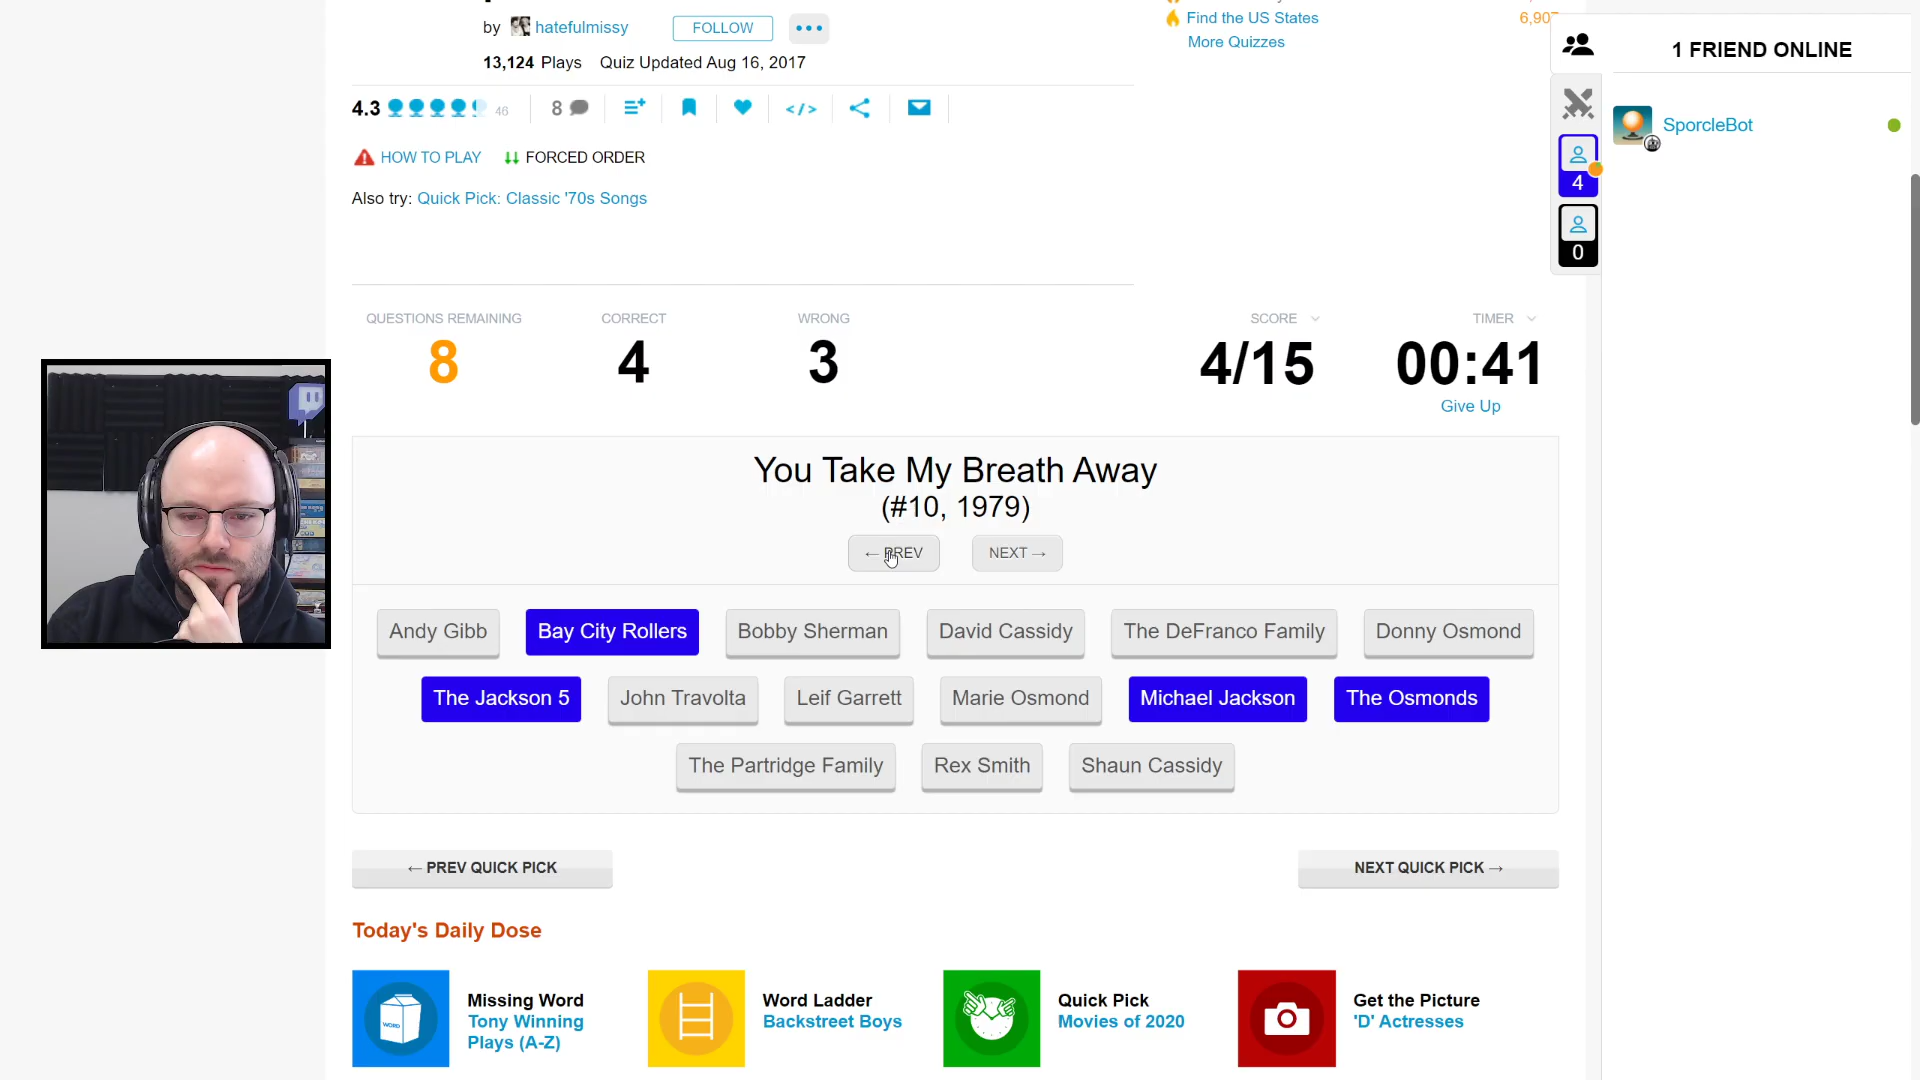 by hatefulmissy FOLLOW •••
Find the US States
6,907
More Quizzes
13,124 Plays Quiz Updated Aug 16, 2017
1 FRIEND ONLINE
4.3 46 8 </>
SporcleBot
HOW TO PLAY FORCED ORDER
4
Also try: Quick Pick: Classic '70s Songs
0
QUESTIONS REMAINING CORRECT WRONG SCORE TIMER
8 4 3 4/15 00:41
Give Up
You Take My Breath Away
(#10, 1979)
← PREV NEXT →
Andy Gibb Bay City Rollers Bobby Sherman David Cassidy The DeFranco Family Donny Osmond
The Jackson 5 John Travolta Leif Garrett Marie Osmond Michael Jackson The Osmonds
The Partridge Family Rex Smith Shaun Cassidy
← PREV QUICK PICK NEXT QUICK PICK →
Today's Daily Dose
WORD
Missing Word
Tony Winning
Plays (A-Z)
Word Ladder
Backstreet Boys
Quick Pick
Movies of 2020
Get the Picture
'D' Actresses